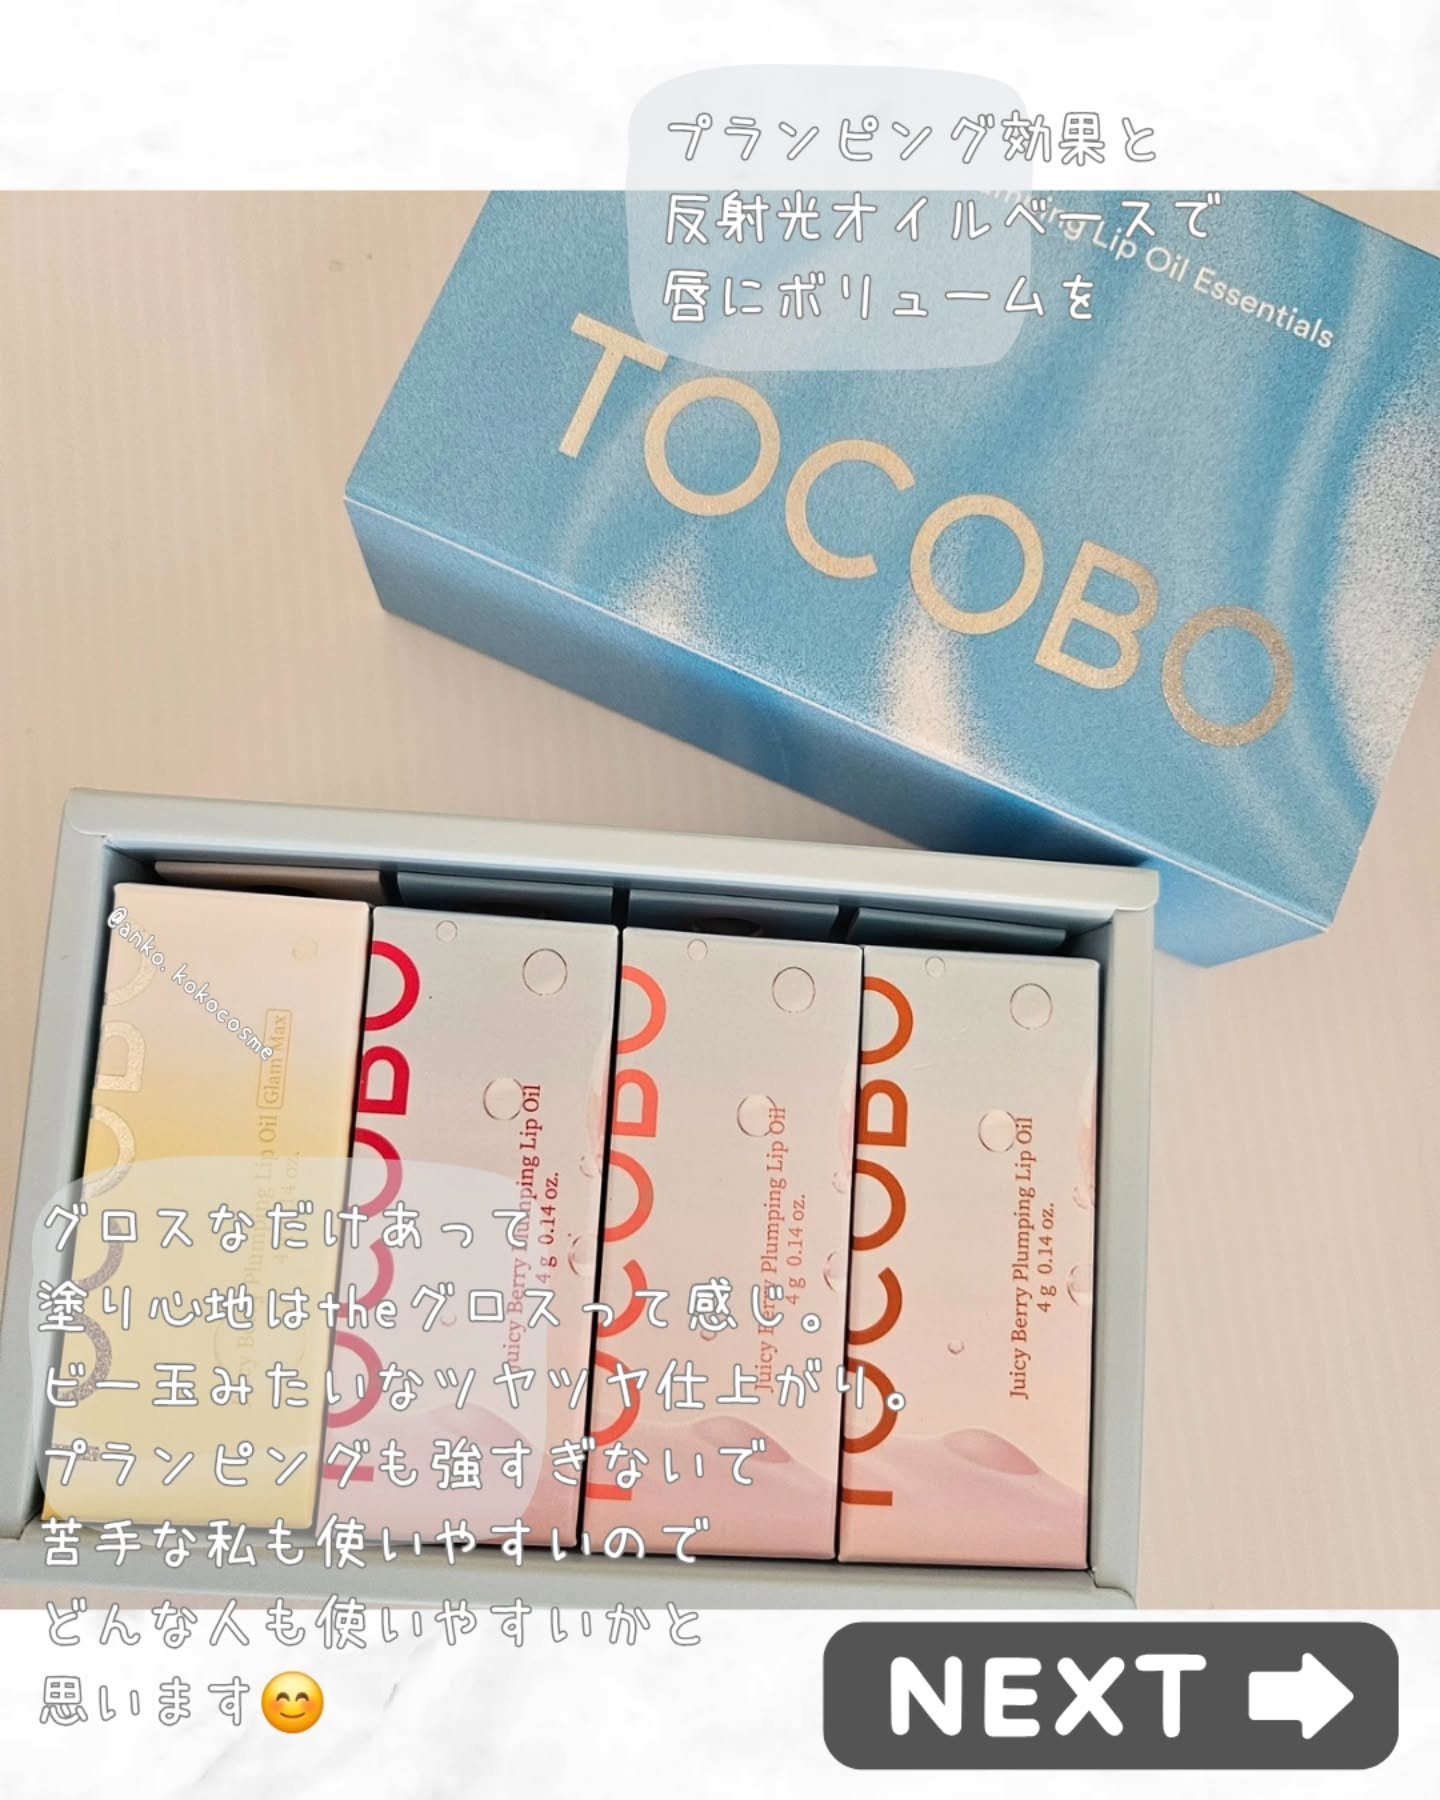 プランピング効果と
反射光オイルベースで
唇にボリュームを
Lip Oil Essentials
TOCOBO
@anko.kokocosme
Juicy Berry Plumping Lip Oil Glam Max
TOCOBO
Juicy Berry Plumping Lip Oil
4 g 0.14 oz.
TOCOBO
Juicy Berry Plumping Lip Oil
4 g 0.14 oz.
TOCOBO
Juicy Berry Plumping Lip Oil
4 g 0.14 oz.
グロスなだけあって
塗り心地はtheグロスって感じ。
ビー玉みたいなツヤツヤ仕上がり。
プランピングも強すぎないで
苦手な私も使いやすいので
どんな人も使いやすいかと
思います😊
NEXT